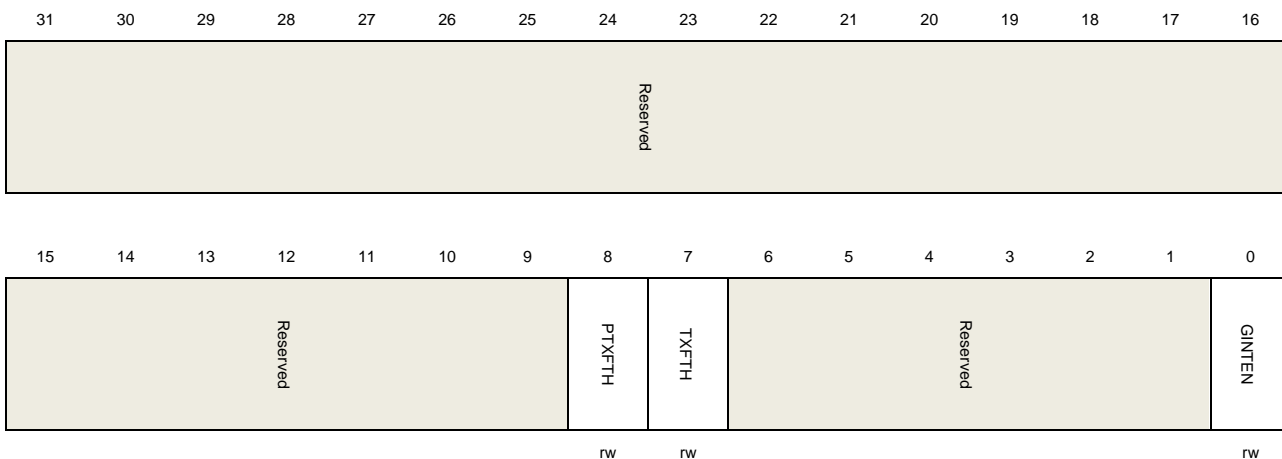 31 30 29 28 27 26 25 24 23 22 21 20 19 18 17 16
Reserved
15 14 13 12 11 10 9 8 7 6 5 4 3 2 1 0
Reserved PTXFTH TXFTH Reserved GINTEN
rw rw rw